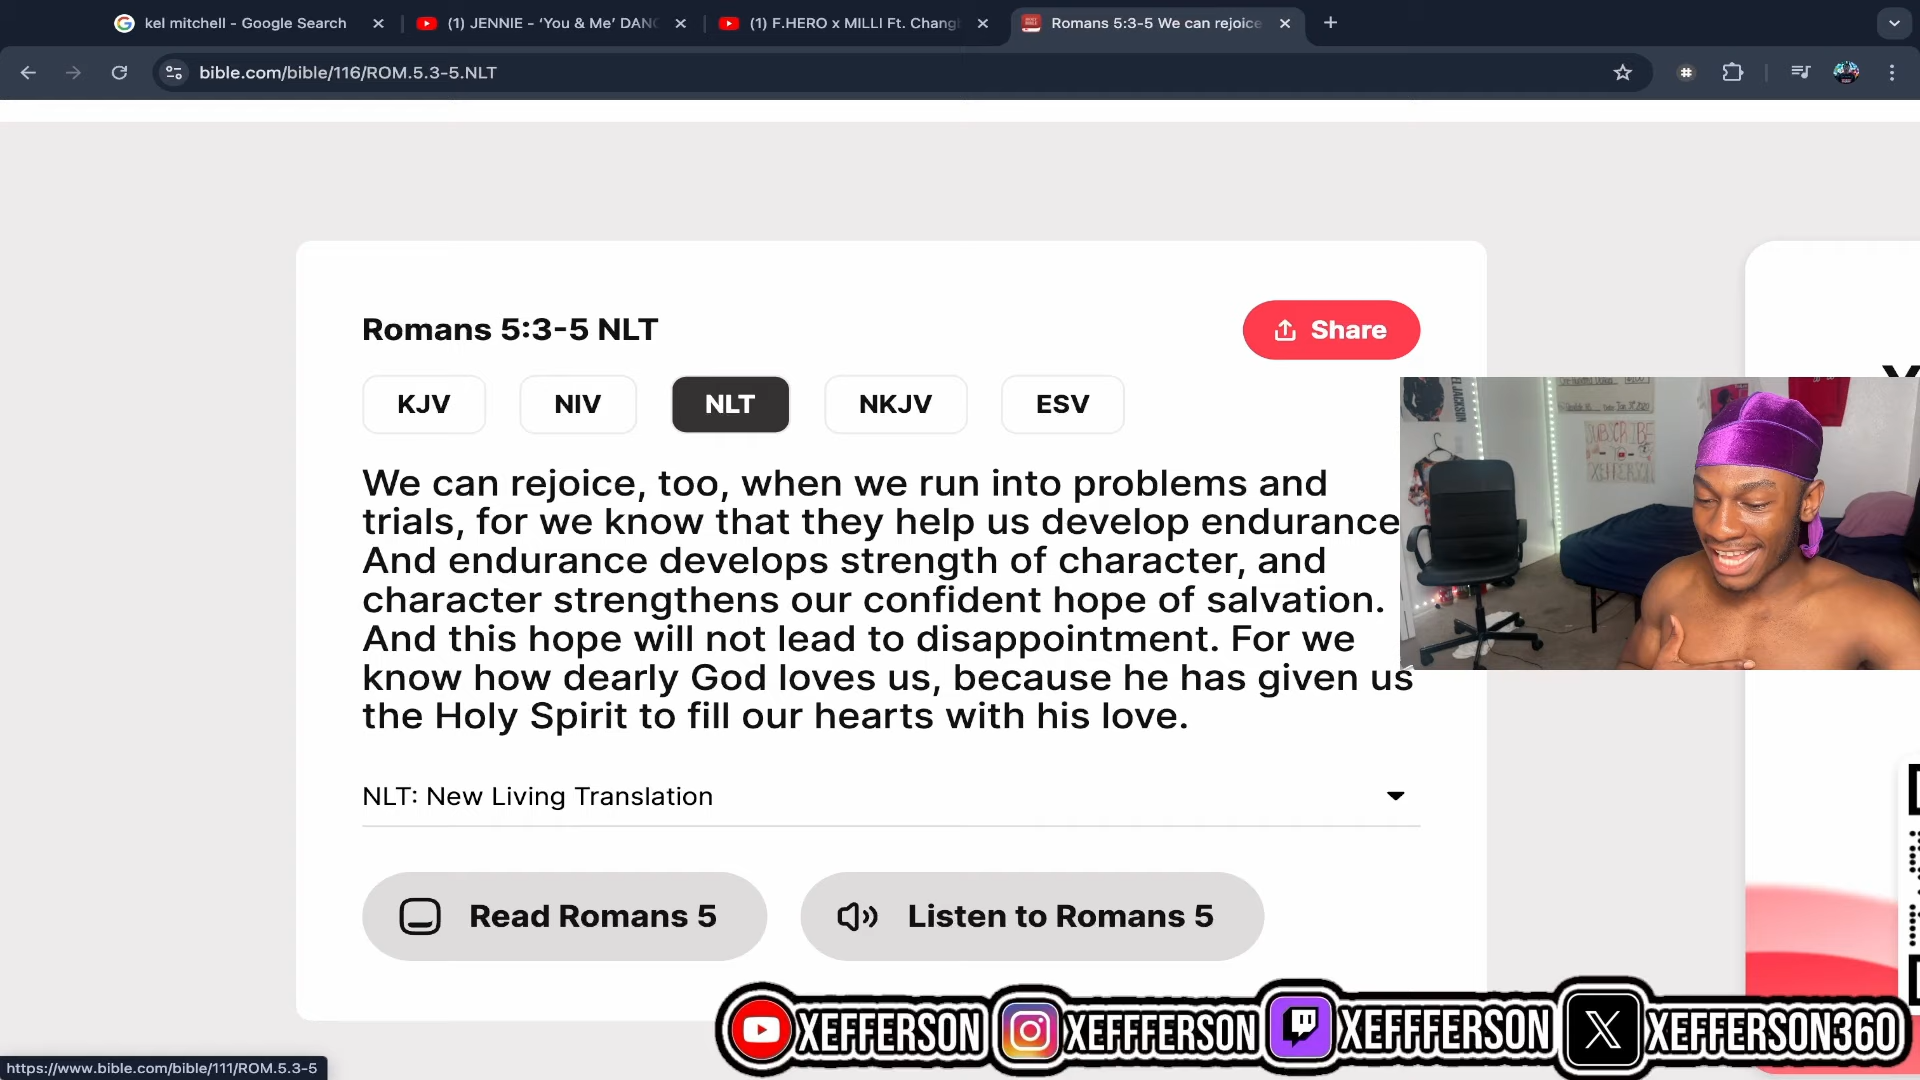 kel mitchell - Google Search
(1) JENNIE - ‘You & Me’ DANC
(1) F.HERO x MILLI Ft. Changb
Romans 5:3-5 We can rejoice
bible.com/bible/116/ROM.5.3-5.NLT
Romans 5:3-5 NLT
Share
KJV
NIV
NLT
NKJV
ESV
We can rejoice, too, when we run into problems and
trials, for we know that they help us develop endurance
And endurance develops strength of character, and
character strengthens our confident hope of salvation.
And this hope will not lead to disappointment. For we
know how dearly God loves us, because he has given us
the Holy Spirit to fill our hearts with his love.
NLT: New Living Translation
Read Romans 5
Listen to Romans 5
SUBSCRIBE
XEFFERSON
XEFFERSON
XEFFFERSON
XEFFFERSON
XEFFERSON360
https://www.bible.com/bible/111/ROM.5.3-5